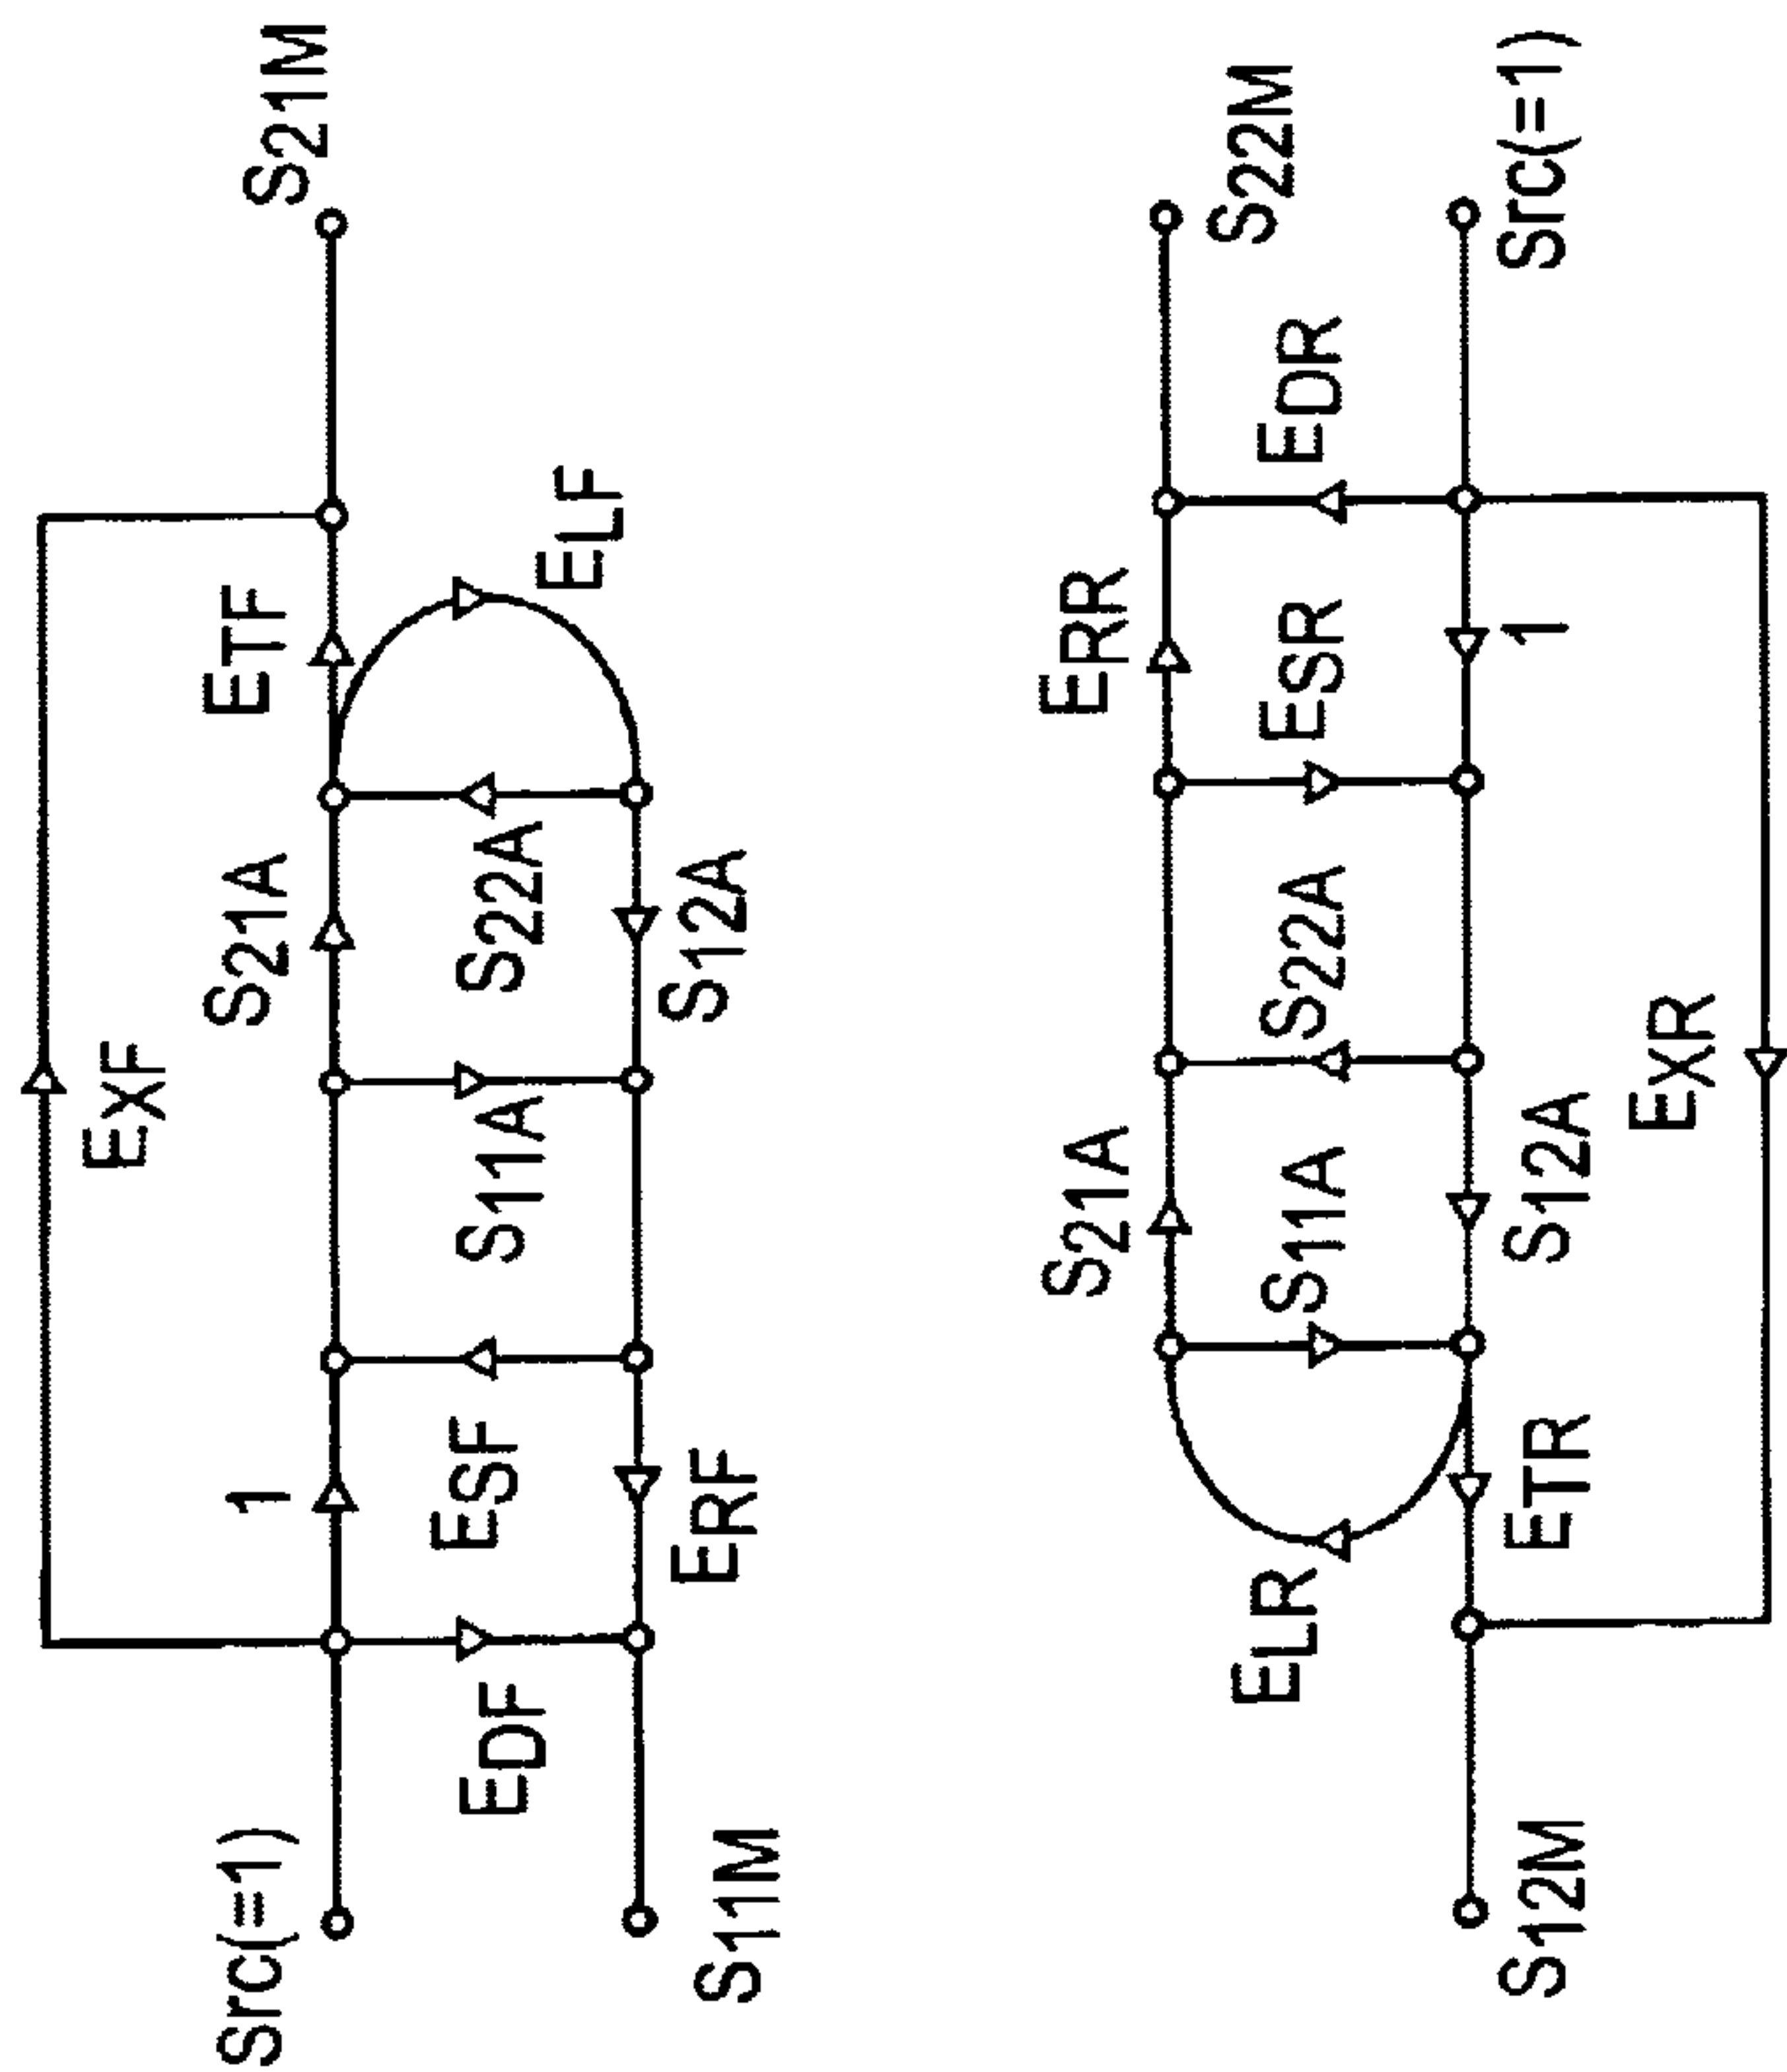 EXF
Src(=1)
1
S21A
ETF
S21M
EDF
ESF
S11A
S22A
ELF
S11M
ERF
S12A
S21A
ERR
S22M
ELR
S11A
S22A
ESR
EDR
S12M
ETR
S12A
1
Src(=1)
EXR